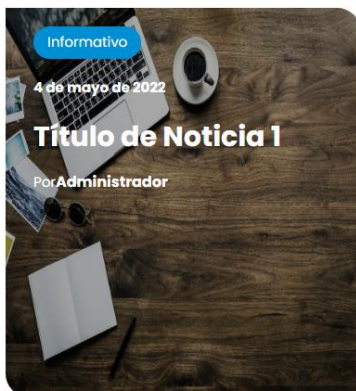 Informativo
4 de mayo de 2022
Título de Noticia 1
PorAdministrador